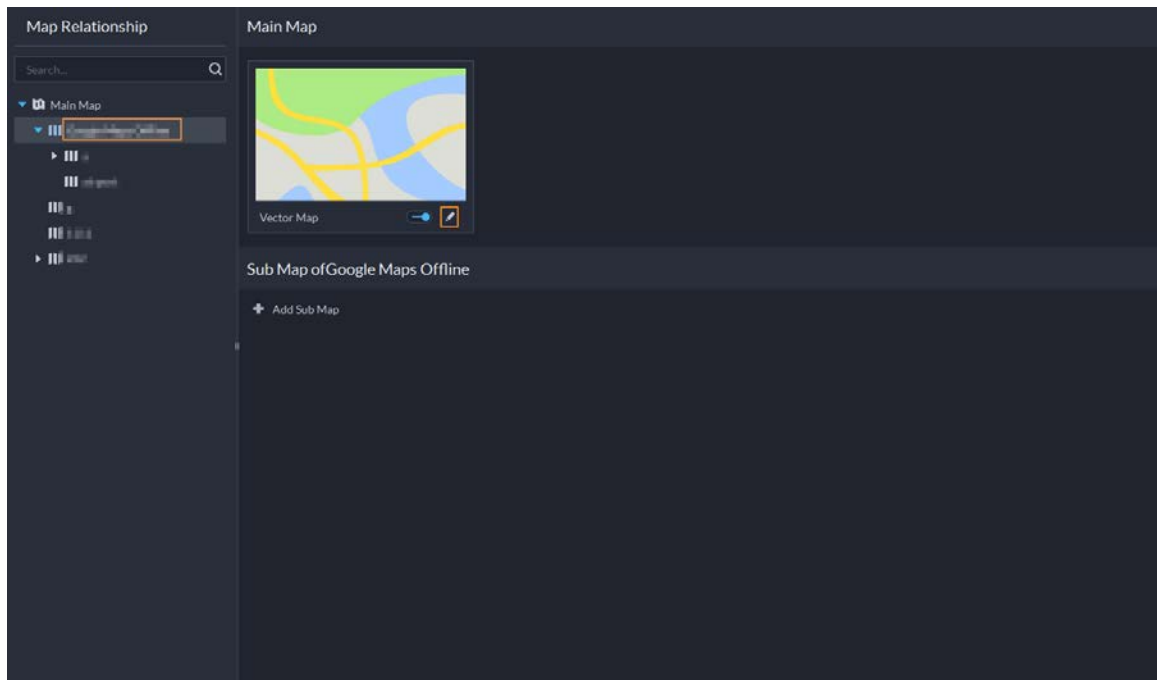 Map Relationship
Search...
Main Map
Main Map
Vector Map
Sub Map ofGoogle Maps Offline
Add Sub Map